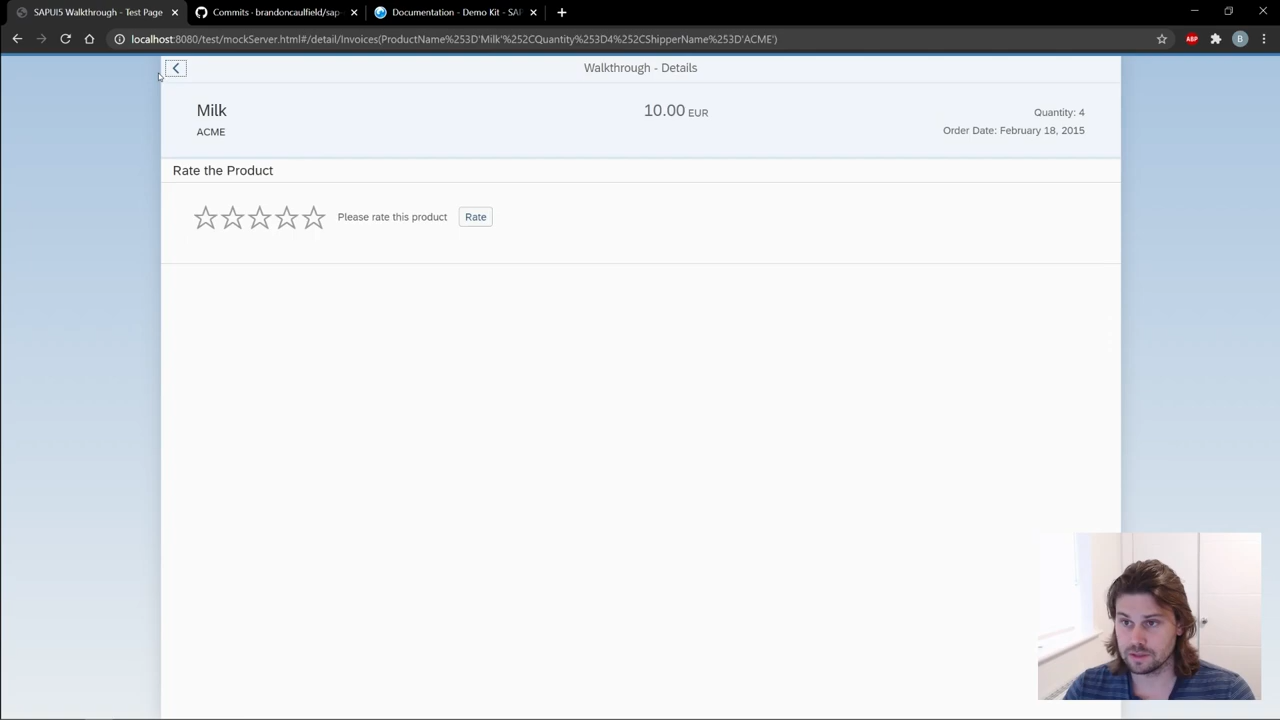 SAPUI5 Walkthrough - Test Page
Commits - brandoncaulfield/sap-
Documentation - Demo Kit - SAP
localhost:8080/test/mockServer.html#/detail/Invoices(ProductName%253D'Milk'%252CQuantity%253D4%252CShipperName%253D'ACME')
ABP
B
Walkthrough - Details
Milk
10.00 EUR
Quantity: 4
ACME
Order Date: February 18, 2015
Rate the Product
Please rate this product
Rate